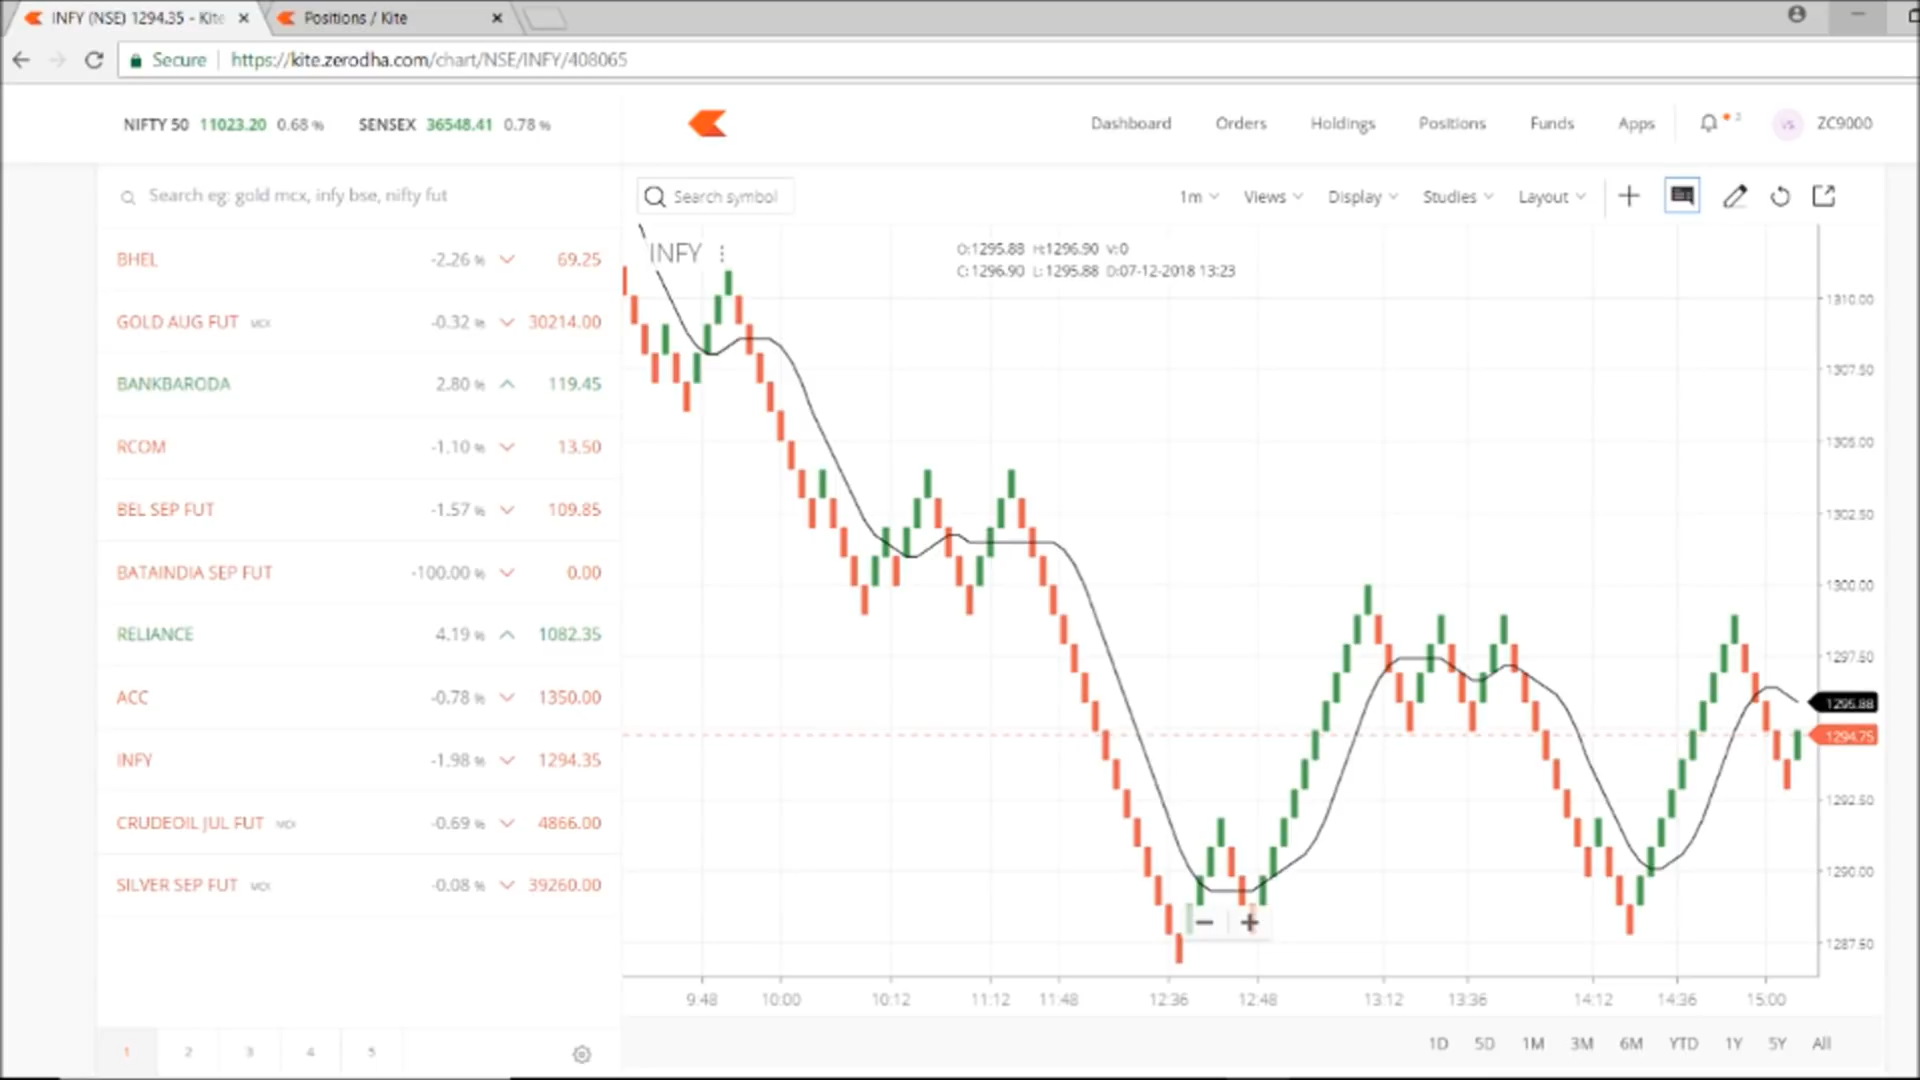 INFY (NSE) 1294.35 - Kite
Positions / Kite
Secure https://kite.zerodha.com/chart/NSE/INFY/408065
NIFTY 50 11023.20 0.68 % SENSEX 36548.41 0.78 %
Dashboard Orders Holdings Positions Funds Apps VS ZC9000
Search eg: gold mcx, infy bse, nifty fut
Search symbol 1m Views Display Studies Layout
BHEL -2.26 % 69.25
GOLD AUG FUT MCX -0.32 % 30214.00
BANKBARODA 2.80 % 119.45
RCOM -1.10 % 13.50
BEL SEP FUT -1.57 % 109.85
BATAINDIA SEP FUT -100.00 % 0.00
RELIANCE 4.19 % 1082.35
ACC -0.78 % 1350.00
INFY -1.98 % 1294.35
CRUDEOIL JUL FUT MCX -0.69 % 4866.00
SILVER SEP FUT MCX -0.08 % 39260.00
1 2 3 4 5
INFY
O:1295.88 H:1296.90 V:0
C:1296.90 L:1295.88 D:07-12-2018 13:23
1310.00
1307.50
1305.00
1302.50
1300.00
1297.50
1295.88
1294.75
1292.50
1290.00
1287.50
9:48 10:00 10:12 11:12 11:48 12:36 12:48 13:12 13:36 14:12 14:36 15:00
1D 5D 1M 3M 6M YTD 1Y 5Y All